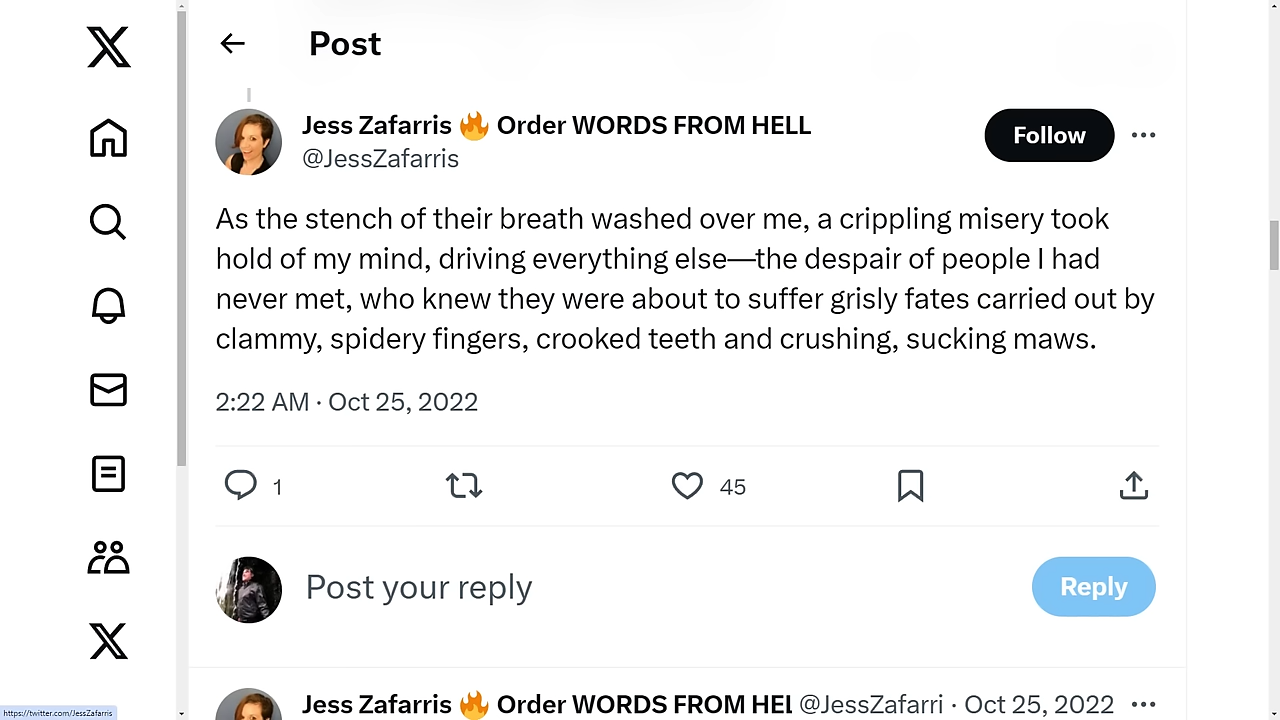 Post
Jess Zafarris 🔥 Order WORDS FROM HELL
@JessZafarris
Follow
As the stench of their breath washed over me, a crippling misery took
hold of my mind, driving everything else—the despair of people I had
never met, who knew they were about to suffer grisly fates carried out by
clammy, spidery fingers, crooked teeth and crushing, sucking maws.
2:22 AM · Oct 25, 2022
1
45
Post your reply
Reply
Jess Zafarris 🔥 Order WORDS FROM HEL @JessZafarri · Oct 25, 2022
https://twitter.com/JessZafarris